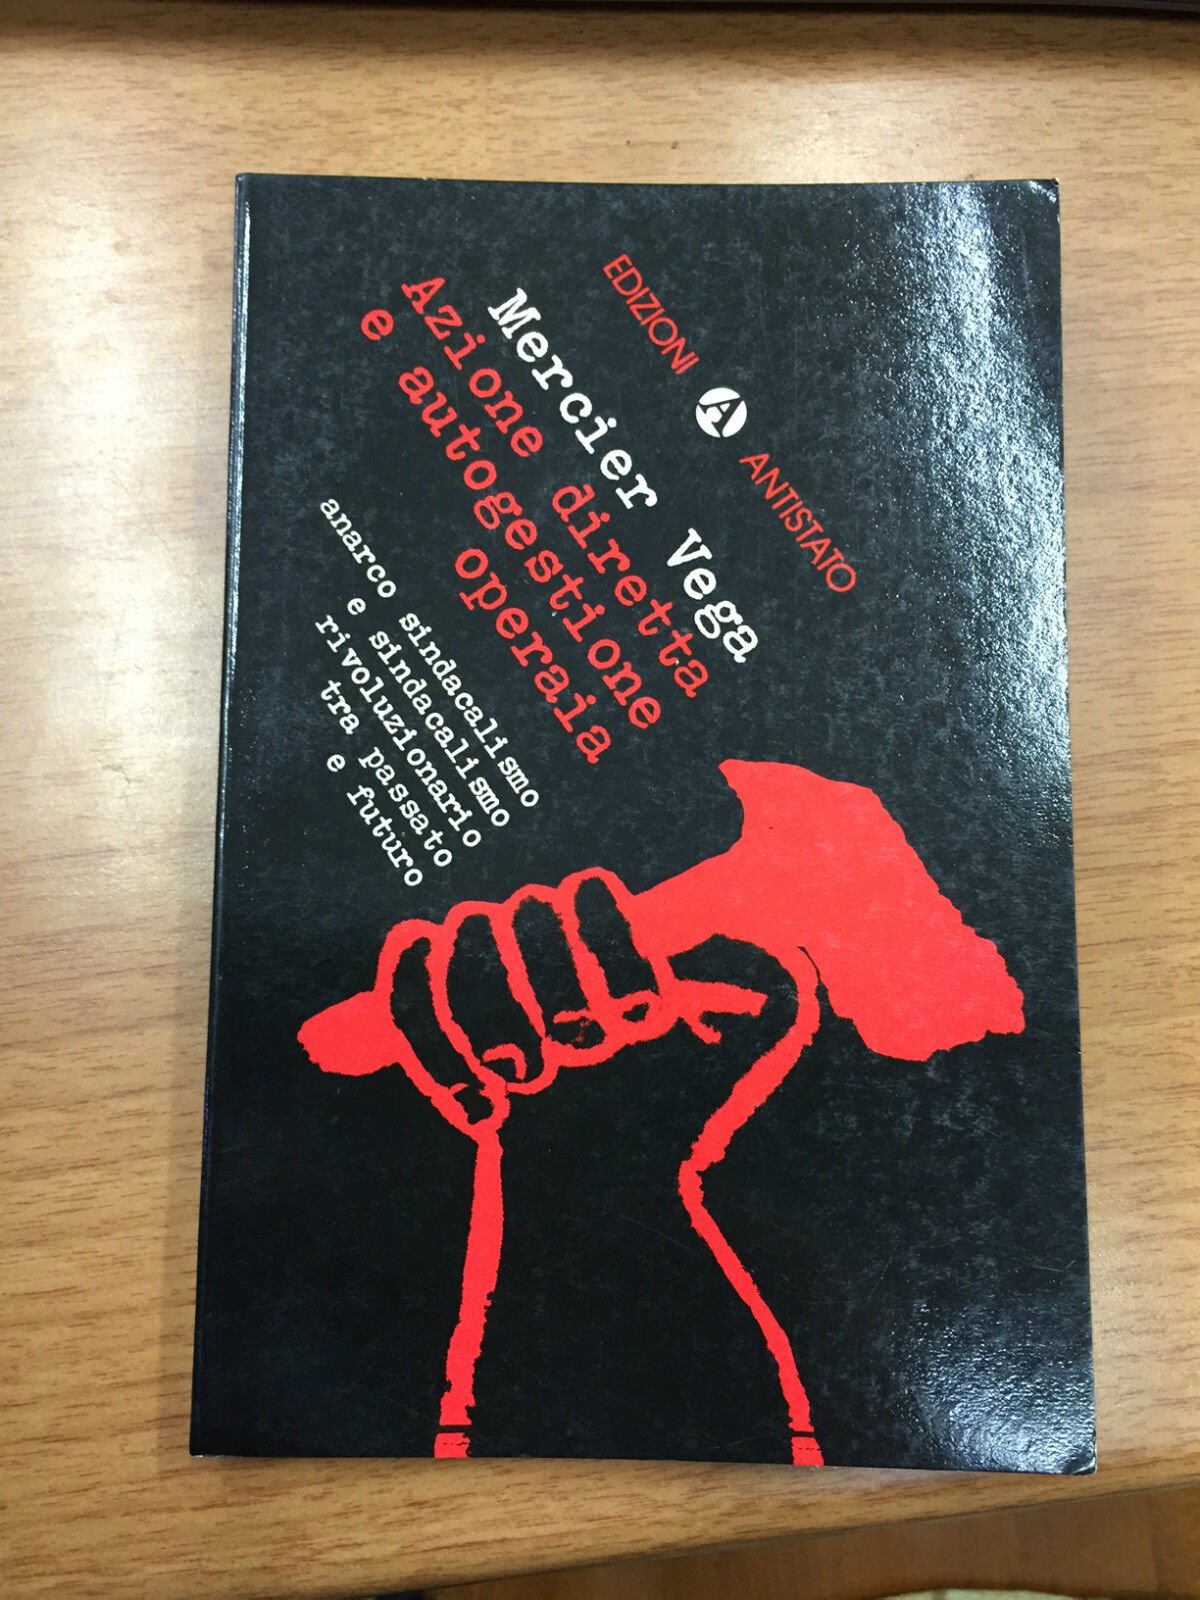 EDIZIONI A ANTISTATO
Mercier Vega
Azione diretta
e autogestione
operaia
anarco sindacalismo
e sindacalismo
rivoluzionario
tra passato
e futuro